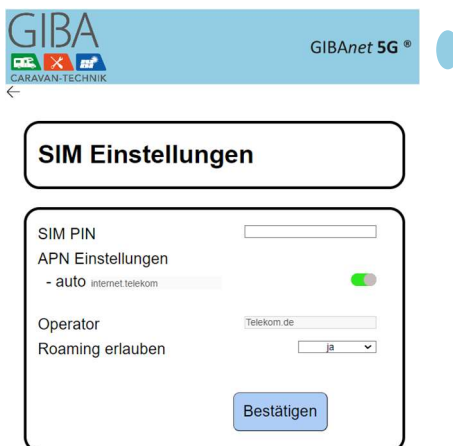 GIBA
CARAVAN-TECHNIK
GIBAnet 5G ®
SIM Einstellungen
SIM PIN
APN Einstellungen
- auto internet.telekom
Operator Telekom.de
Roaming erlauben ja
Bestätigen